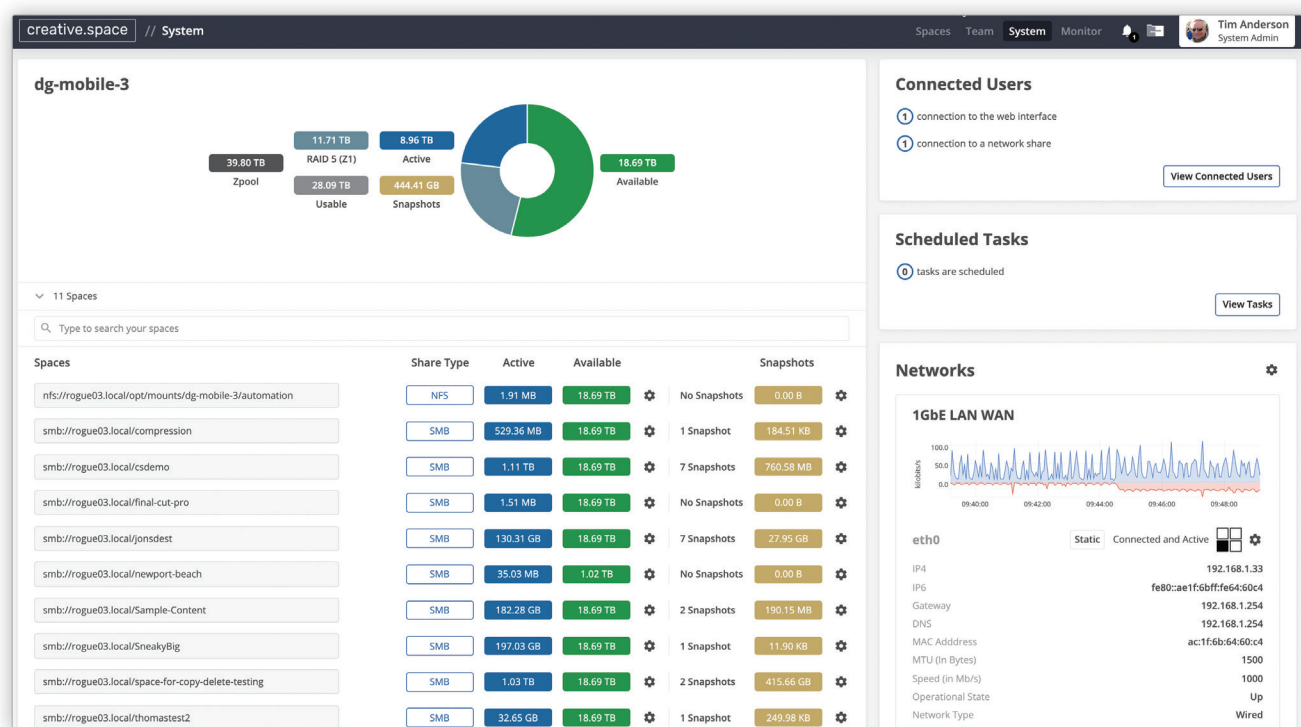 creative.space // System
Spaces Team System Monitor 1
Tim Anderson
System Admin
dg-mobile-3
39.80 TB
Zpool
11.71 TB
RAID 5 (Z1)
28.09 TB
Usable
8.96 TB
Active
444.41 GB
Snapshots
18.69 TB
Available
11 Spaces
Type to search your spaces
Spaces Share Type Active Available Snapshots
nfs://rogue03.local/opt/mounts/dg-mobile-3/automation NFS 1.91 MB 18.69 TB No Snapshots 0.00 B
smb://rogue03.local/compression SMB 529.36 MB 18.69 TB 1 Snapshot 184.51 KB
smb://rogue03.local/csdemo SMB 1.11 TB 18.69 TB 7 Snapshots 760.58 MB
smb://rogue03.local/final-cut-pro SMB 1.51 MB 18.69 TB No Snapshots 0.00 B
smb://rogue03.local/jonsdest SMB 130.31 GB 18.69 TB 7 Snapshots 27.95 GB
smb://rogue03.local/newport-beach SMB 35.03 MB 1.02 TB No Snapshots 0.00 B
smb://rogue03.local/Sample-Content SMB 182.28 GB 18.69 TB 2 Snapshots 190.15 MB
smb://rogue03.local/SneakyBig SMB 197.03 GB 18.69 TB 1 Snapshot 11.90 KB
smb://rogue03.local/space-for-copy-delete-testing SMB 1.03 TB 18.69 TB 2 Snapshots 415.66 GB
smb://rogue03.local/thomastest2 SMB 32.65 GB 18.69 TB 1 Snapshot 249.98 KB
Connected Users
1 connection to the web interface
1 connection to a network share
View Connected Users
Scheduled Tasks
0 tasks are scheduled
View Tasks
Networks
1GbE LAN WAN
kilobits/s
100.0
50.0
0.0
09:40:00 09:42:00 09:44:00 09:46:00 09:48:00
eth0 Static Connected and Active
IP4 192.168.1.33
IP6 fe80::ae1f:6bff:fe64:60c4
Gateway 192.168.1.254
DNS 192.168.1.254
MAC Adddress ac:1f:6b:64:60:c4
MTU (In Bytes) 1500
Speed (in Mb/s) 1000
Operational State Up
Network Type Wired